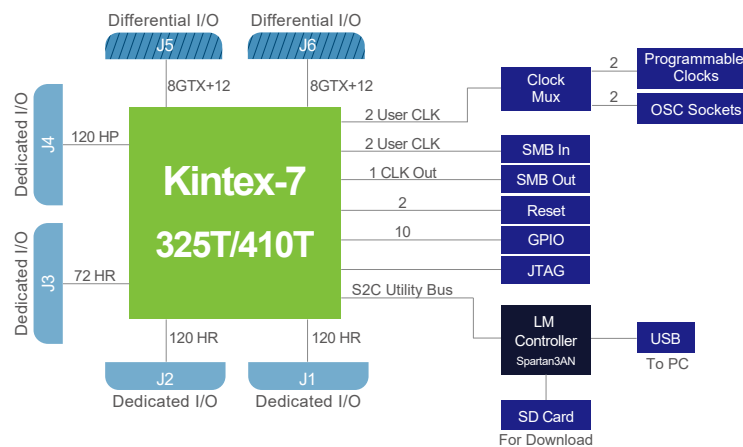 Differential I/O
Differential I/O
J5
J6
8GTX+12
8GTX+12
Dedicated I/O
J4
120 HP
Dedicated I/O
J3
72 HR
Kintex-7
325T/410T
2 User CLK
2 User CLK
1 CLK Out
2
10
S2C Utility Bus
Clock
Mux
2
Programmable
Clocks
2
OSC Sockets
SMB In
SMB Out
Reset
GPIO
JTAG
LM
Controller
Spartan3AN
USB
To PC
SD Card
For Download
120 HR
120 HR
J2
J1
Dedicated I/O
Dedicated I/O